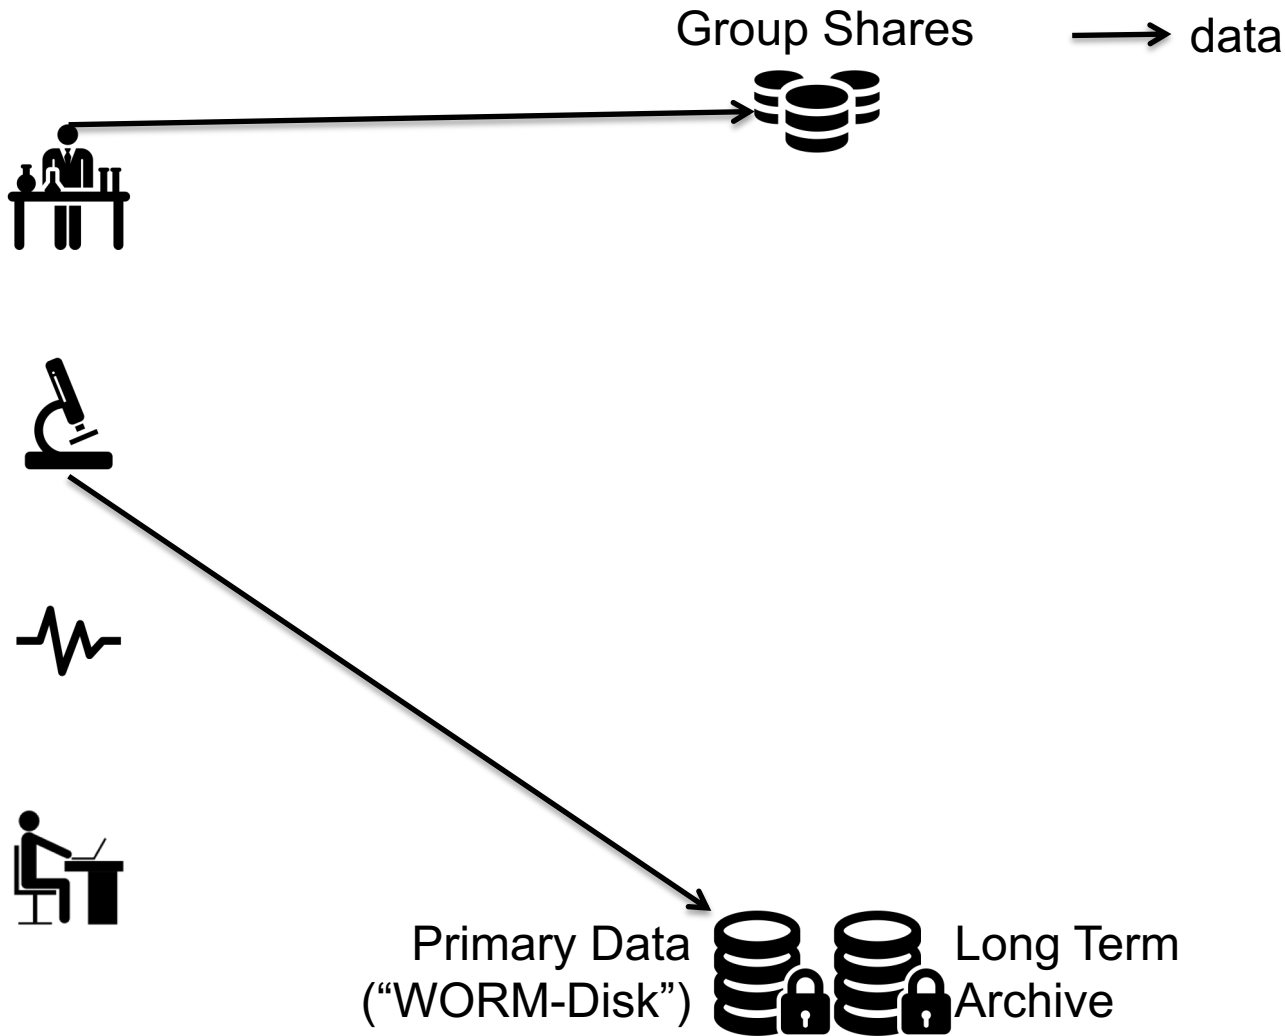 Group Shares
data
Primary Data
(“WORM-Disk”)
Long Term
Archive